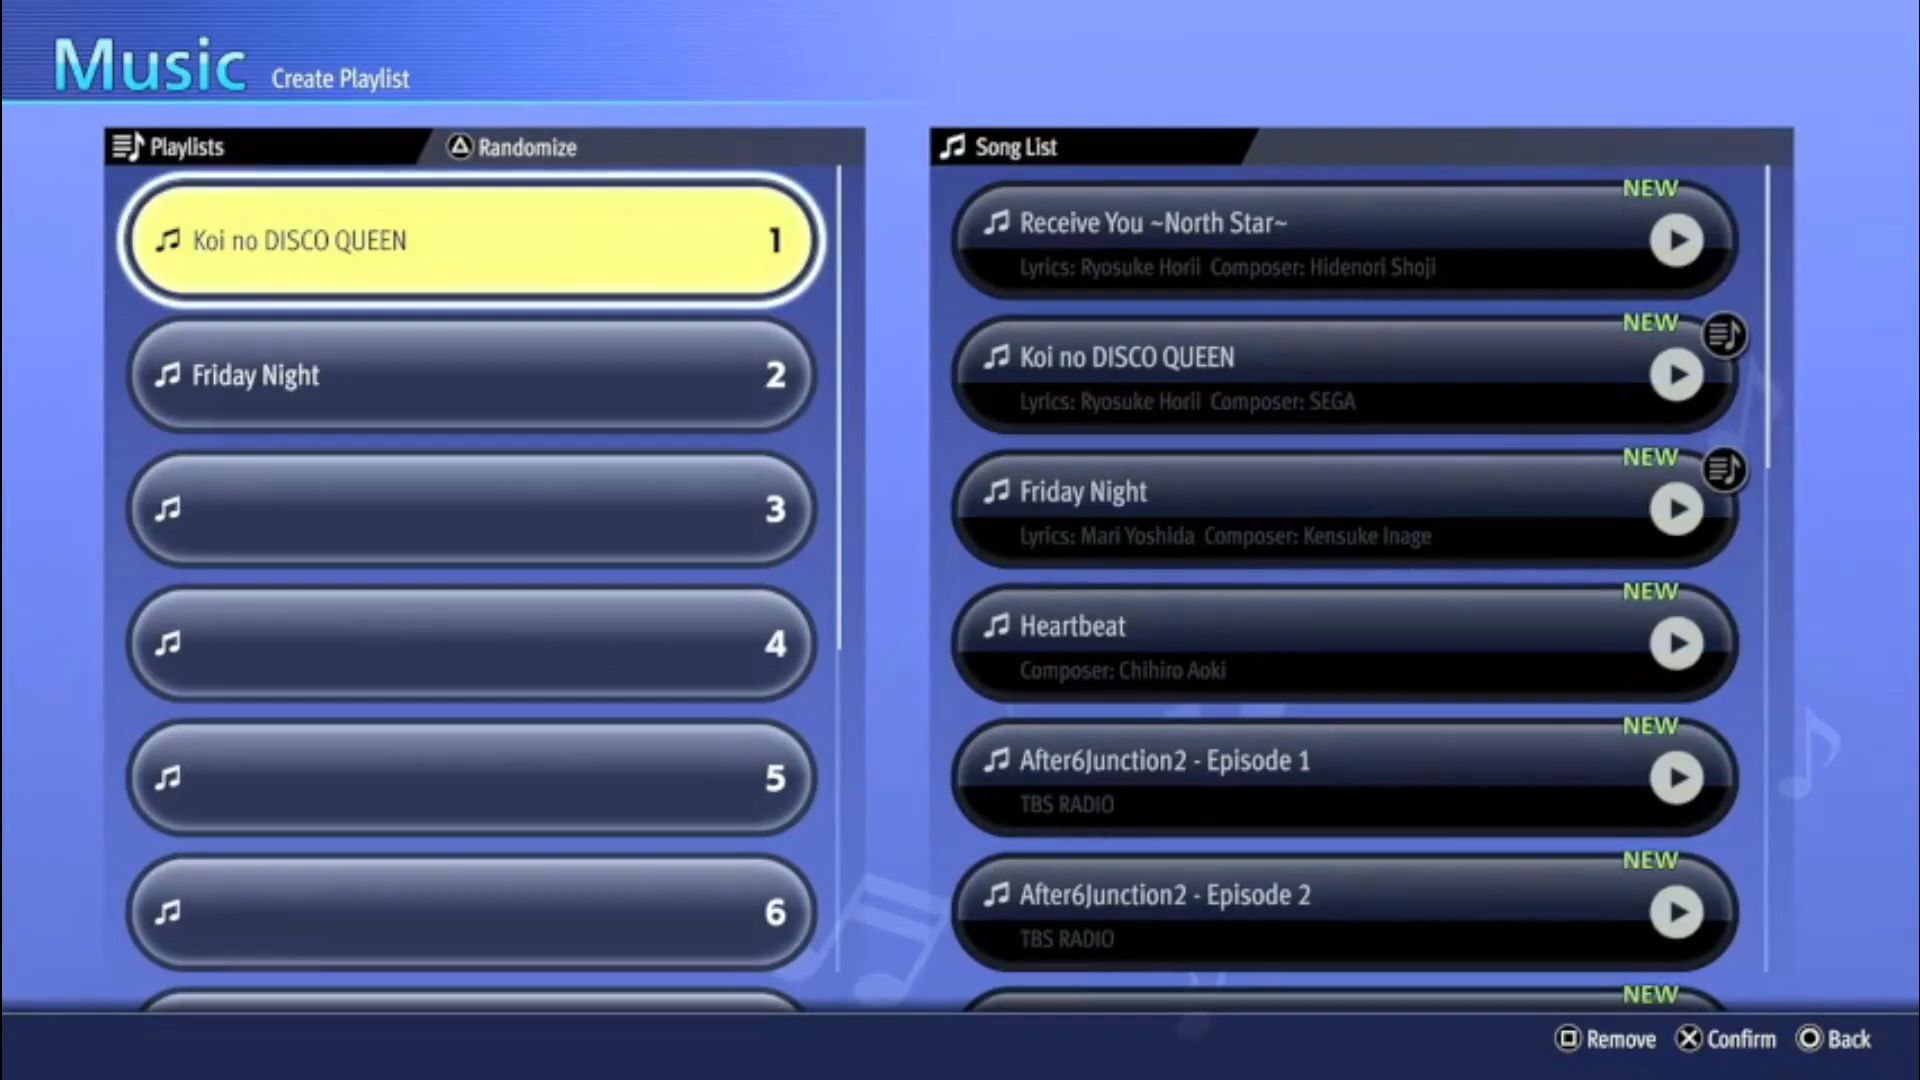 Music Create Playlist
Playlists
Randomize
Koi no DISCO QUEEN 1
Friday Night 2
3
4
5
6
Song List
NEW
Receive You ~North Star~
Lyrics: Ryosuke Horii Composer: Hidenori Shoji
NEW
Koi no DISCO QUEEN
Lyrics: Ryosuke Horii Composer: SEGA
NEW
Friday Night
Lyrics: Mari Yoshida Composer: Kensuke Inage
NEW
Heartbeat
Composer: Chihiro Aoki
NEW
After6Junction2 - Episode 1
TBS RADIO
NEW
After6Junction2 - Episode 2
TBS RADIO
NEW
Remove Confirm Back